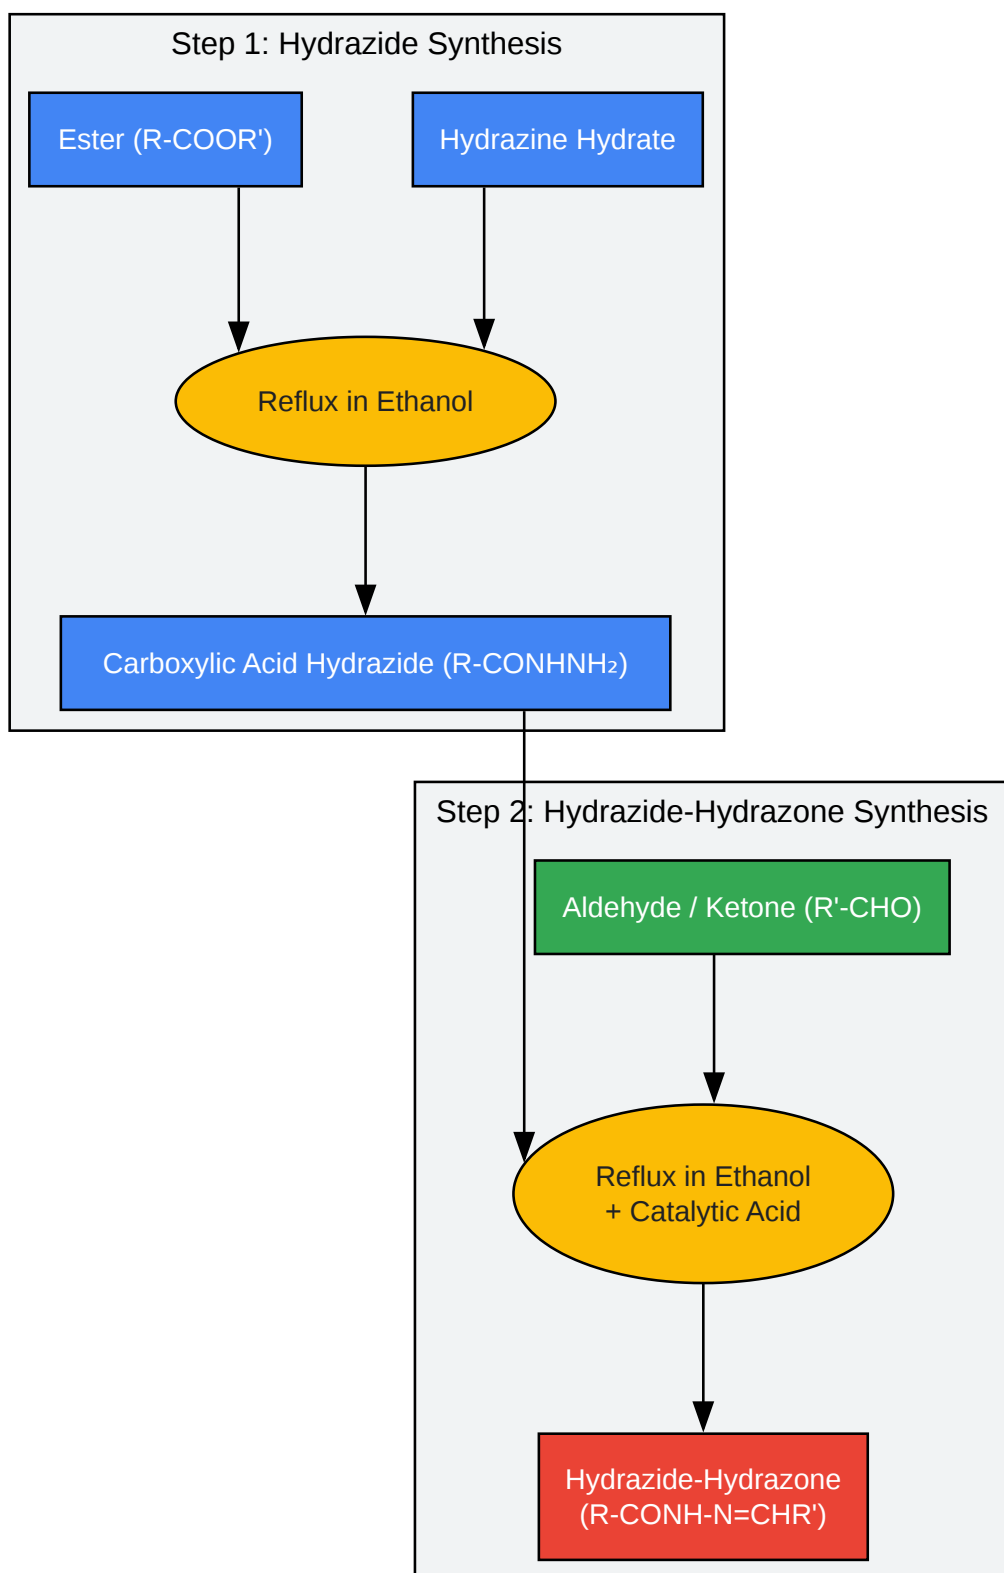 Step 1: Hydrazide Synthesis
Ester (R-COOR')
Hydrazine Hydrate
Reflux in Ethanol
Carboxylic Acid Hydrazide (R-CONHNH₂)
Step 2: Hydrazide-Hydrazone Synthesis
Aldehyde / Ketone (R'-CHO)
Reflux in Ethanol
+ Catalytic Acid
Hydrazide-Hydrazone
(R-CONH-N=CHR')